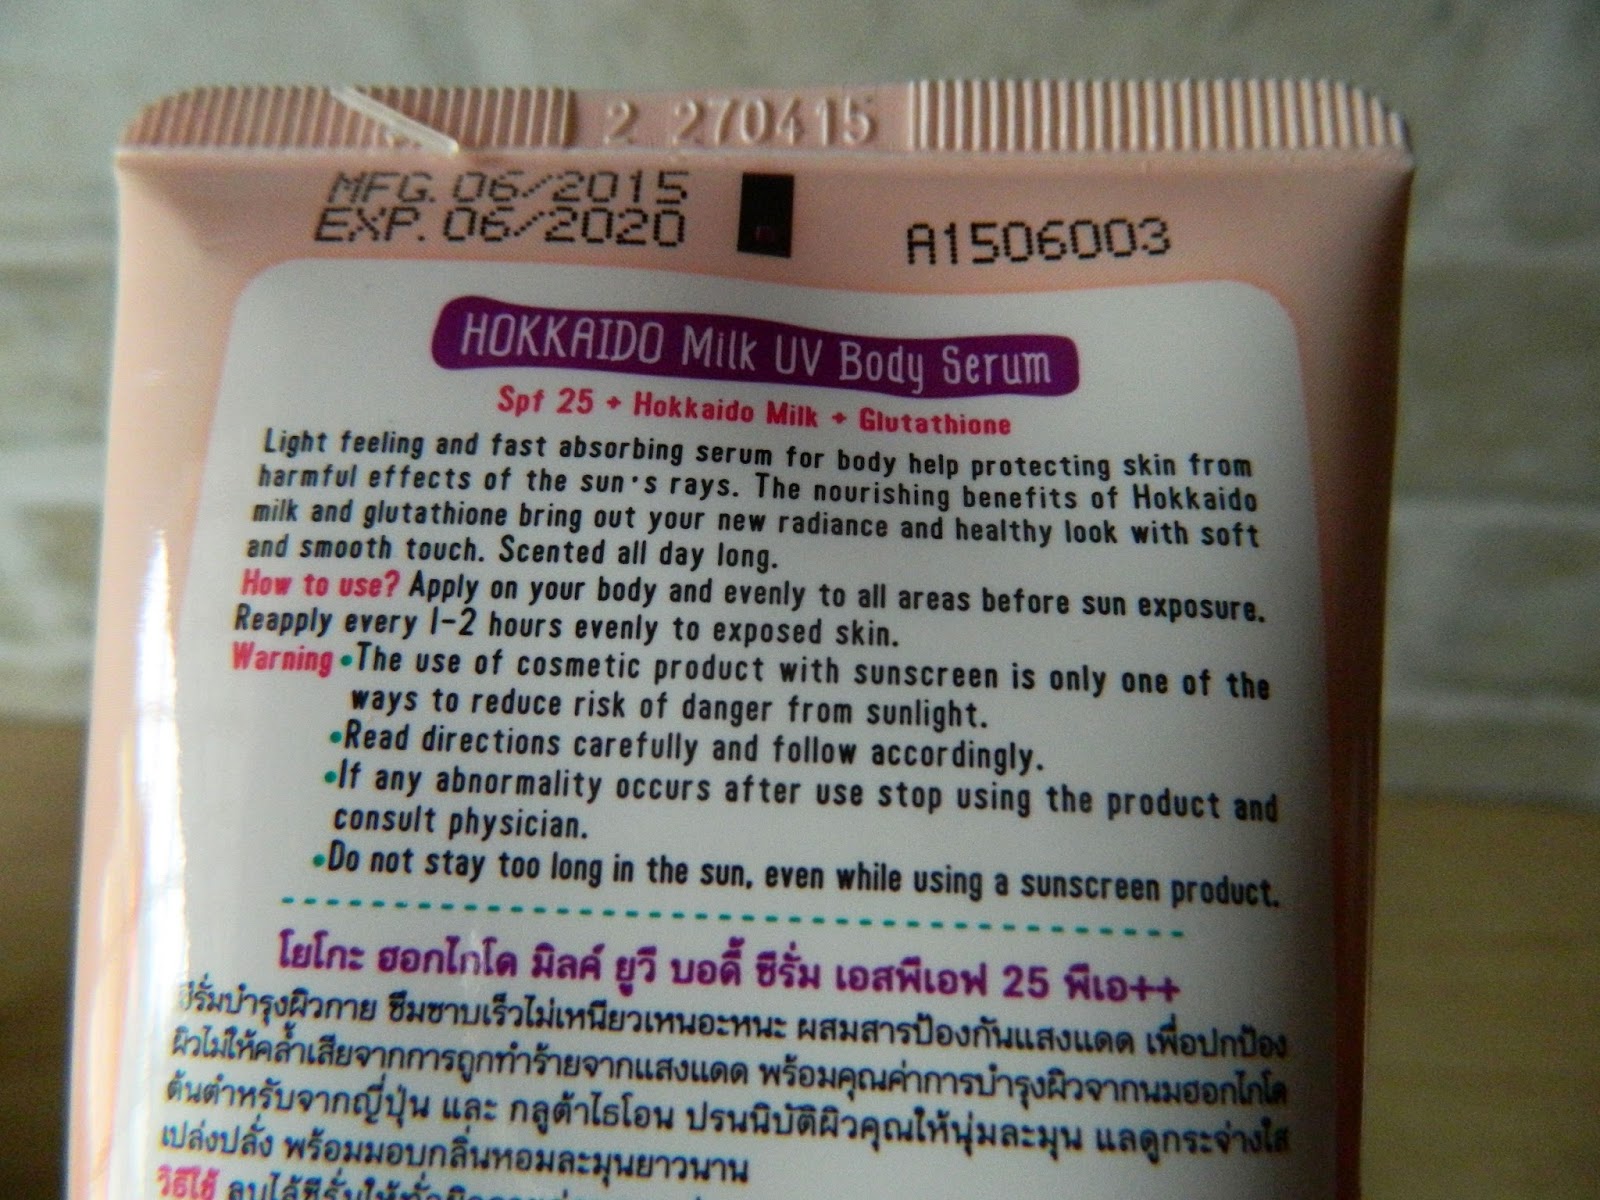 2 270415
MFG. 06/2015
EXP. 06/2020
A1506003
HOKKAIDO Milk UV Body Serum
Spf 25 + Hokkaido Milk + Glutathione
Light feeling and fast absorbing serum for body help protecting skin from
harmful effects of the sun's rays. The nourishing benefits of Hokkaido
milk and glutathione bring out your new radiance and healthy look with soft
and smooth touch. Scented all day long.
How to use? Apply on your body and evenly to all areas before sun exposure.
Reapply every 1-2 hours evenly to exposed skin.
Warning •The use of cosmetic product with sunscreen is only one of the
ways to reduce risk of danger from sunlight.
•Read directions carefully and follow accordingly.
•If any abnormality occurs after use stop using the product and
consult physician.
•Do not stay too long in the sun, even while using a sunscreen product.
โยโกะ ฮอกไกโด มิลค์ ยูวี บอดี้ ซีรั่ม เอสพีเอฟ 25 พีเอ++
ซีรั่มบำรุงผิวกาย ซึมซาบเร็วไม่เหนียวเหนอะหนะ ผสมสารป้องกันแสงแดด เพื่อปกป้อง
ผิวไม่ให้คล้ำเสียจากการถูกทำร้ายจากแสงแดด พร้อมคุณค่าการบำรุงผิวจากนมฮอกไกโด
ต้นตำหรับจากญี่ปุ่น และ กลูต้าไธโอน ปรนนิบัติผิวคุณให้นุ่มละมุน แลดูกระจ่างใส
เปล่งปลั่ง พร้อมมอบกลิ่นหอมละมุนยาวนาน
วิธีใช้